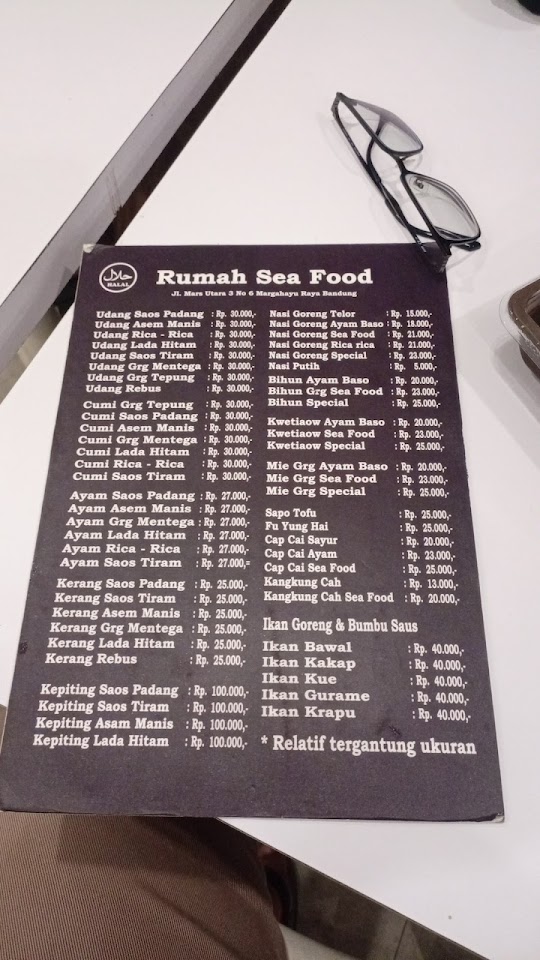 حلال
HALAL
Rumah Sea Food
Jl. Mars Utara 3 No 6 Margahayu Raya Bandung
Udang Saos Padang : Rp. 30.000,-
Udang Asem Manis : Rp. 30.000,-
Udang Rica - Rica : Rp. 30.000,-
Udang Lada Hitam : Rp. 30.000,-
Udang Saos Tiram : Rp. 30.000,-
Udang Grg Mentega : Rp. 30.000,-
Udang Grg Tepung : Rp. 30.000,-
Udang Rebus : Rp. 30.000,-
Cumi Grg Tepung : Rp. 30.000,-
Cumi Saos Padang : Rp. 30.000,-
Cumi Asem Manis : Rp. 30.000,-
Cumi Grg Mentega : Rp. 30.000,-
Cumi Lada Hitam : Rp. 30.000,-
Cumi Rica - Rica : Rp. 30.000,-
Cumi Saos Tiram : Rp. 30.000,-
Ayam Saos Padang : Rp. 27.000,-
Ayam Asem Manis : Rp. 27.000,-
Ayam Grg Mentega : Rp. 27.000,-
Ayam Lada Hitam : Rp. 27.000,-
Ayam Rica - Rica : Rp. 27.000,-
Ayam Saos Tiram : Rp. 27.000,=
Kerang Saos Padang : Rp. 25.000,-
Kerang Saos Tiram : Rp. 25.000,-
Kerang Asem Manis : Rp. 25.000,-
Kerang Grg Mentega : Rp. 25.000,-
Kerang Lada Hitam : Rp. 25.000,-
Kerang Rebus : Rp. 25.000,-
Kepiting Saos Padang : Rp. 100.000,-
Kepiting Saos Tiram : Rp. 100.000,-
Kepiting Asam Manis : Rp. 100.000,-
Kepiting Lada Hitam : Rp. 100.000,-
Nasi Goreng Telor : Rp. 15.000,-
Nasi Goreng Ayam Baso : Rp. 18.000,-
Nasi Goreng Sea Food : Rp. 21.000,-
Nasi Goreng Rica rica : Rp. 21.000,-
Nasi Goreng Special : Rp. 23.000,-
Nasi Putih : Rp. 5.000,-
Bihun Ayam Baso : Rp. 20.000,-
Bihun Grg Sea Food : Rp. 23.000,-
Bihun Special : Rp. 25.000,-
Kwetiaow Ayam Baso : Rp. 20.000,-
Kwetiaow Sea Food : Rp. 23.000,-
Kwetiaow Special : Rp. 25.000,-
Mie Grg Ayam Baso : Rp. 20.000,-
Mie Grg Sea Food : Rp. 23.000,-
Mie Grg Special : Rp. 25.000,-
Sapo Tofu : Rp. 25.000,-
Fu Yung Hai : Rp. 25.000,-
Cap Cai Sayur : Rp. 20.000,-
Cap Cai Ayam : Rp. 23.000,-
Cap Cai Sea Food : Rp. 25.000,-
Kangkung Cah : Rp. 13.000,-
Kangkung Cah Sea Food : Rp. 20.000,-
Ikan Goreng & Bumbu Saus
Ikan Bawal : Rp. 40.000,-
Ikan Kakap : Rp. 40.000,-
Ikan Kue : Rp. 40.000,-
Ikan Gurame : Rp. 40.000,-
Ikan Krapu : Rp. 40.000,-
* Relatif tergantung ukuran